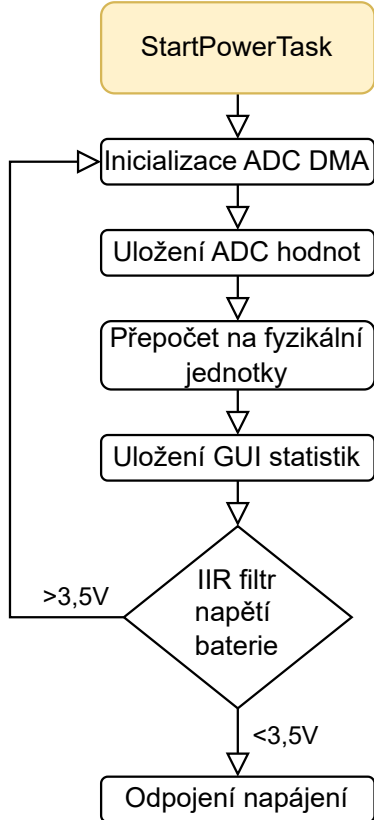 StartPowerTask
Inicializace ADC DMA
Uložení ADC hodnot
Přepočet na fyzikální
jednotky
Uložení GUI statistik
IIR filtr
napětí
baterie
>3,5V
<3,5V
Odpojení napájení